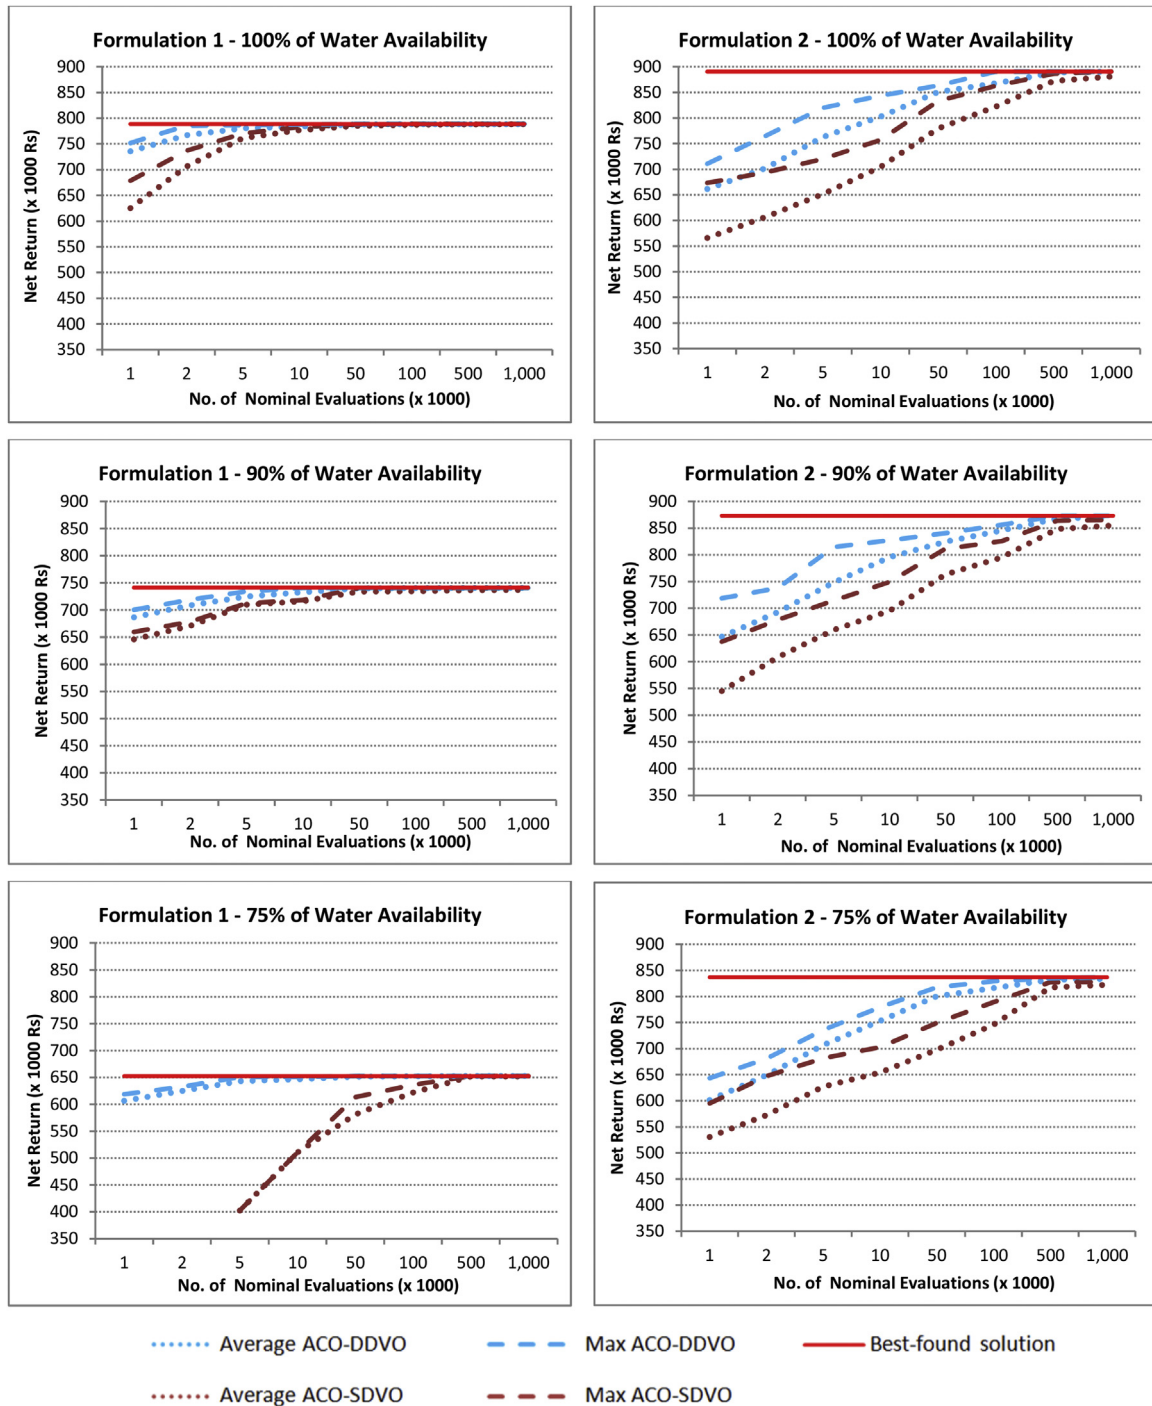 Formulation 1 - 100% of Water Availability
Net Return (x 1000 Rs)
900
850
800
750
700
650
600
550
500
450
400
350
1 2 5 10 50 100 500 1,000
No. of Nominal Evaluations (x 1000)
Formulation 2 - 100% of Water Availability
Net Return (x 1000 Rs)
900
850
800
750
700
650
600
550
500
450
400
350
1 2 5 10 50 100 500 1,000
No. of Nominal Evaluations (x 1000)
Formulation 1 - 90% of Water Availability
Net Return (x 1000 Rs)
900
850
800
750
700
650
600
550
500
450
400
350
1 2 5 10 50 100 500 1,000
No. of Nominal Evaluations (x 1000)
Formulation 2 - 90% of Water Availability
Net Return (x 1000 Rs)
900
850
800
750
700
650
600
550
500
450
400
350
1 2 5 10 50 100 500 1,000
No. of Nominal Evaluations (x 1000)
Formulation 1 - 75% of Water Availability
Net Return (x 1000 Rs)
900
850
800
750
700
650
600
550
500
450
400
350
1 2 5 10 50 100 500 1,000
No. of Nominal Evaluations (x 1000)
Formulation 2 - 75% of Water Availability
Net Return (x 1000 Rs)
900
850
800
750
700
650
600
550
500
450
400
350
1 2 5 10 50 100 500 1,000
No. of Nominal Evaluations (x 1000)
Average ACO-DDVO Max ACO-DDVO Best-found solution
Average ACO-SDVO Max ACO-SDVO